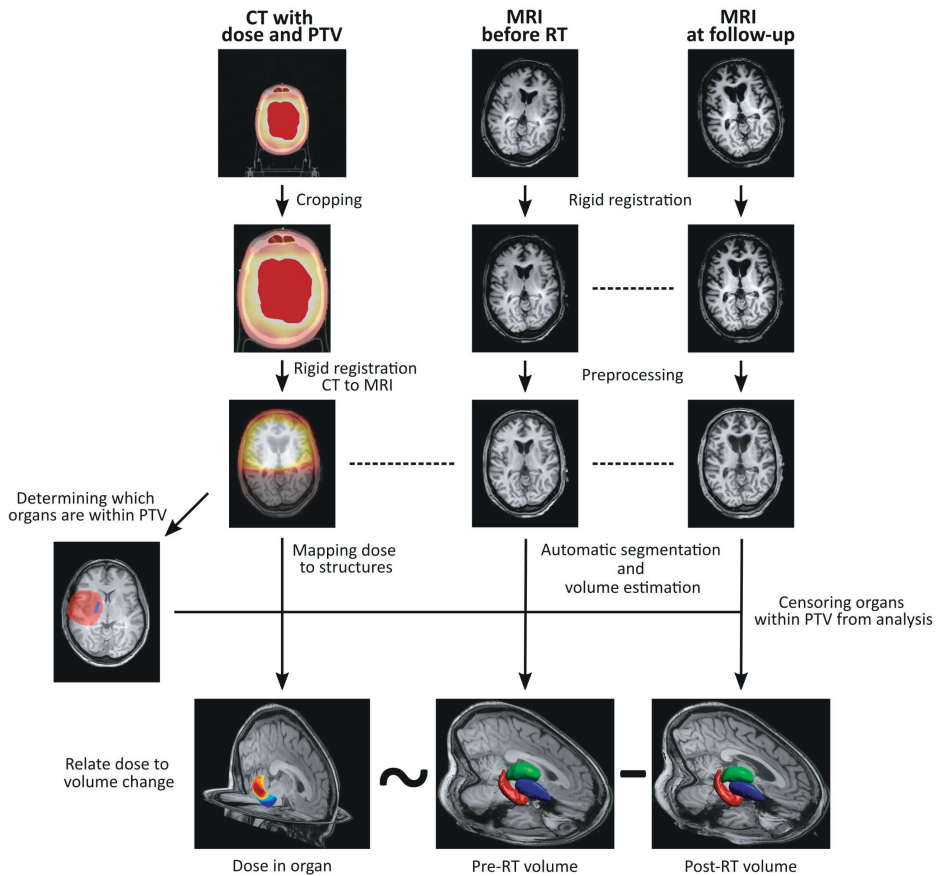 CT with
dose and PTV
MRI
before RT
MRI
at follow-up
Cropping
Rigid registration
Rigid registration
CT to MRI
Preprocessing
Determining which
organs are within PTV
Mapping dose
to structures
Automatic segmentation
and
volume estimation
Censoring organs
within PTV from analysis
Relate dose to
volume change
~
-
Dose in organ
Pre-RT volume
Post-RT volume